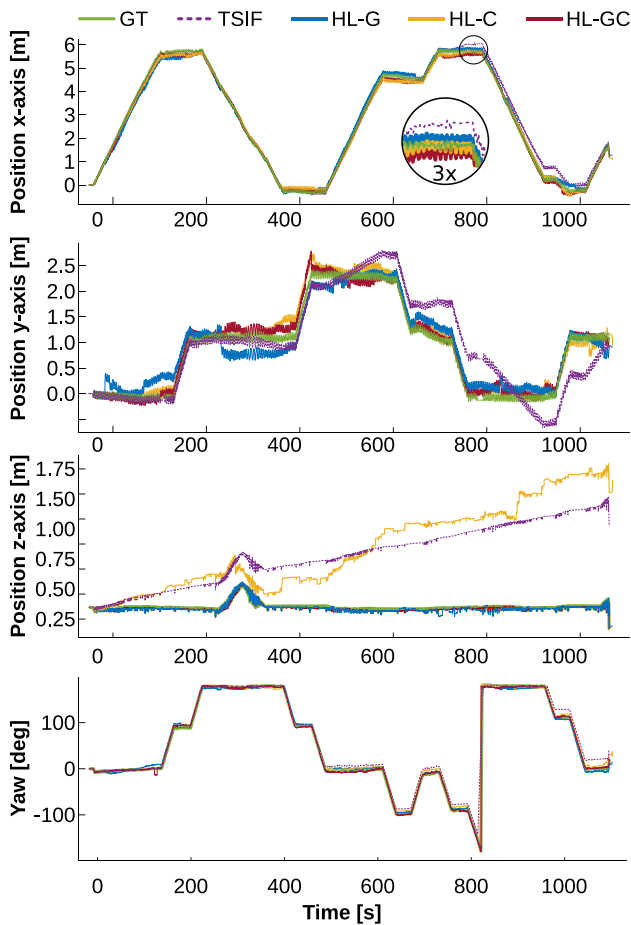 GT TSIF HL-G HL-C HL-GC
Position x-axis [m]
6
5
4
3
2
1
0
3x
0 200 400 600 800 1000
Position y-axis [m]
2.5
2.0
1.5
1.0
0.5
0.0
0 200 400 600 800 1000
Position z-axis [m]
1.75
1.50
1.00
0.75
0.50
0.25
0 200 400 600 800 1000
Yaw [deg]
100
0
-100
0 200 400 600 800 1000
Time [s]